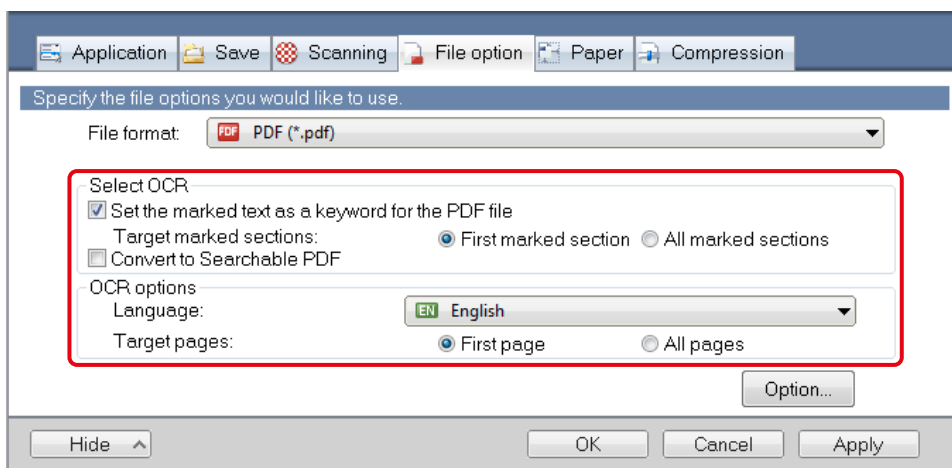 Application Save Scanning File option Paper Compression
Specify the file options you would like to use.
File format: PDF PDF (*.pdf)
Select OCR
Set the marked text as a keyword for the PDF file
Target marked sections: First marked section All marked sections
Convert to Searchable PDF
OCR options
Language: EN English
Target pages: First page All pages
Option...
Hide OK Cancel Apply